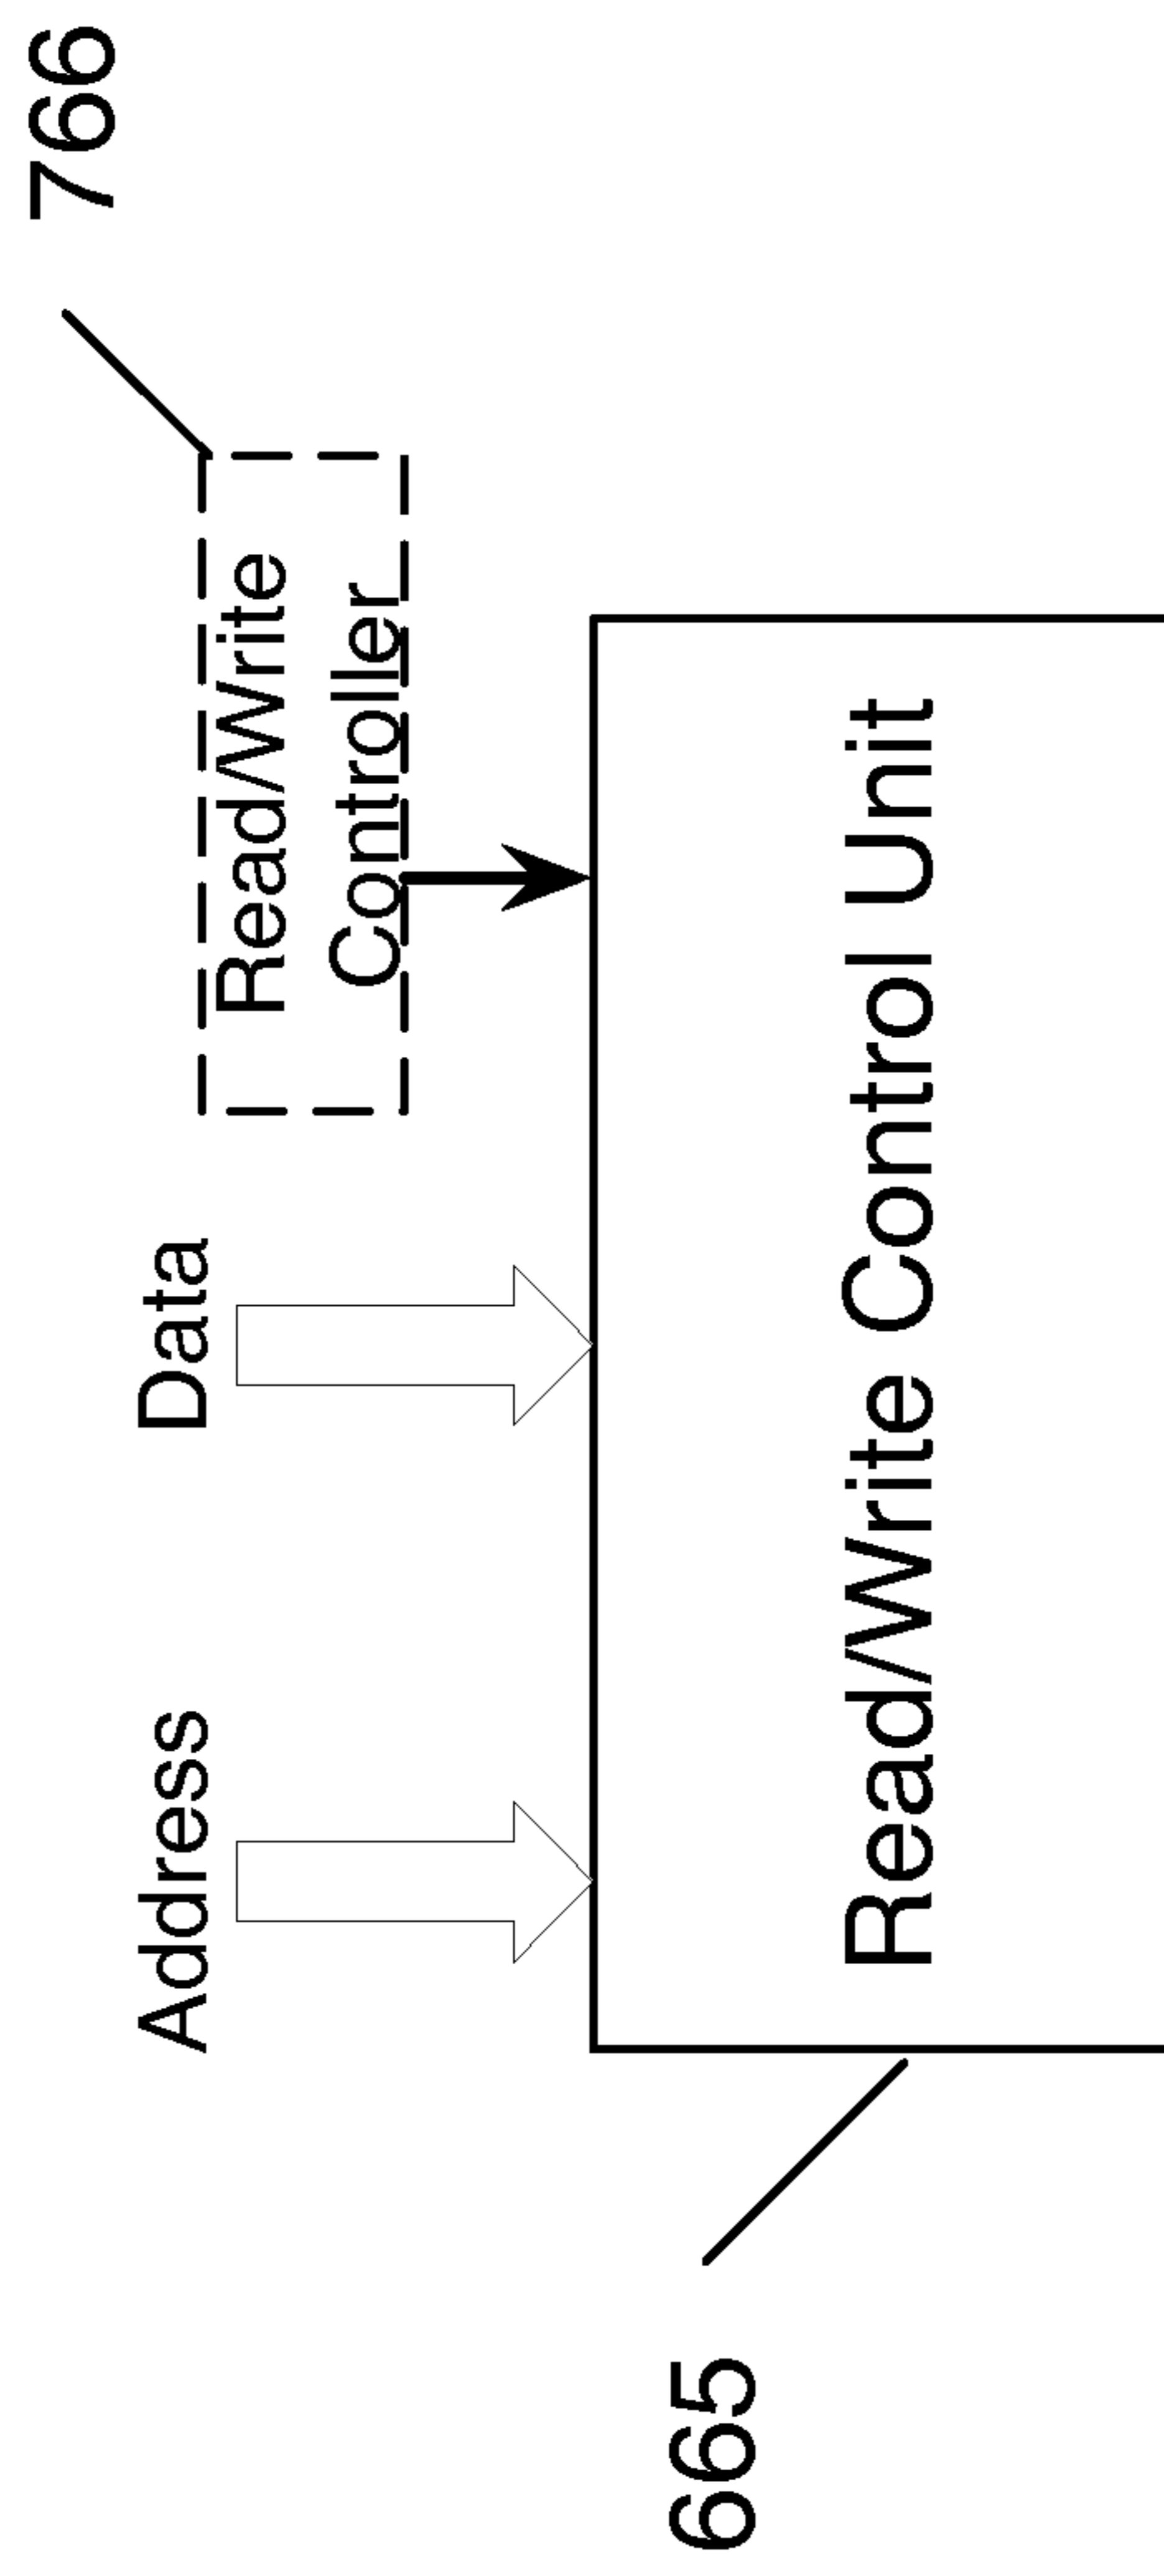 766
Address
Data
Read/Write
Controller
665
Read/Write Control Unit